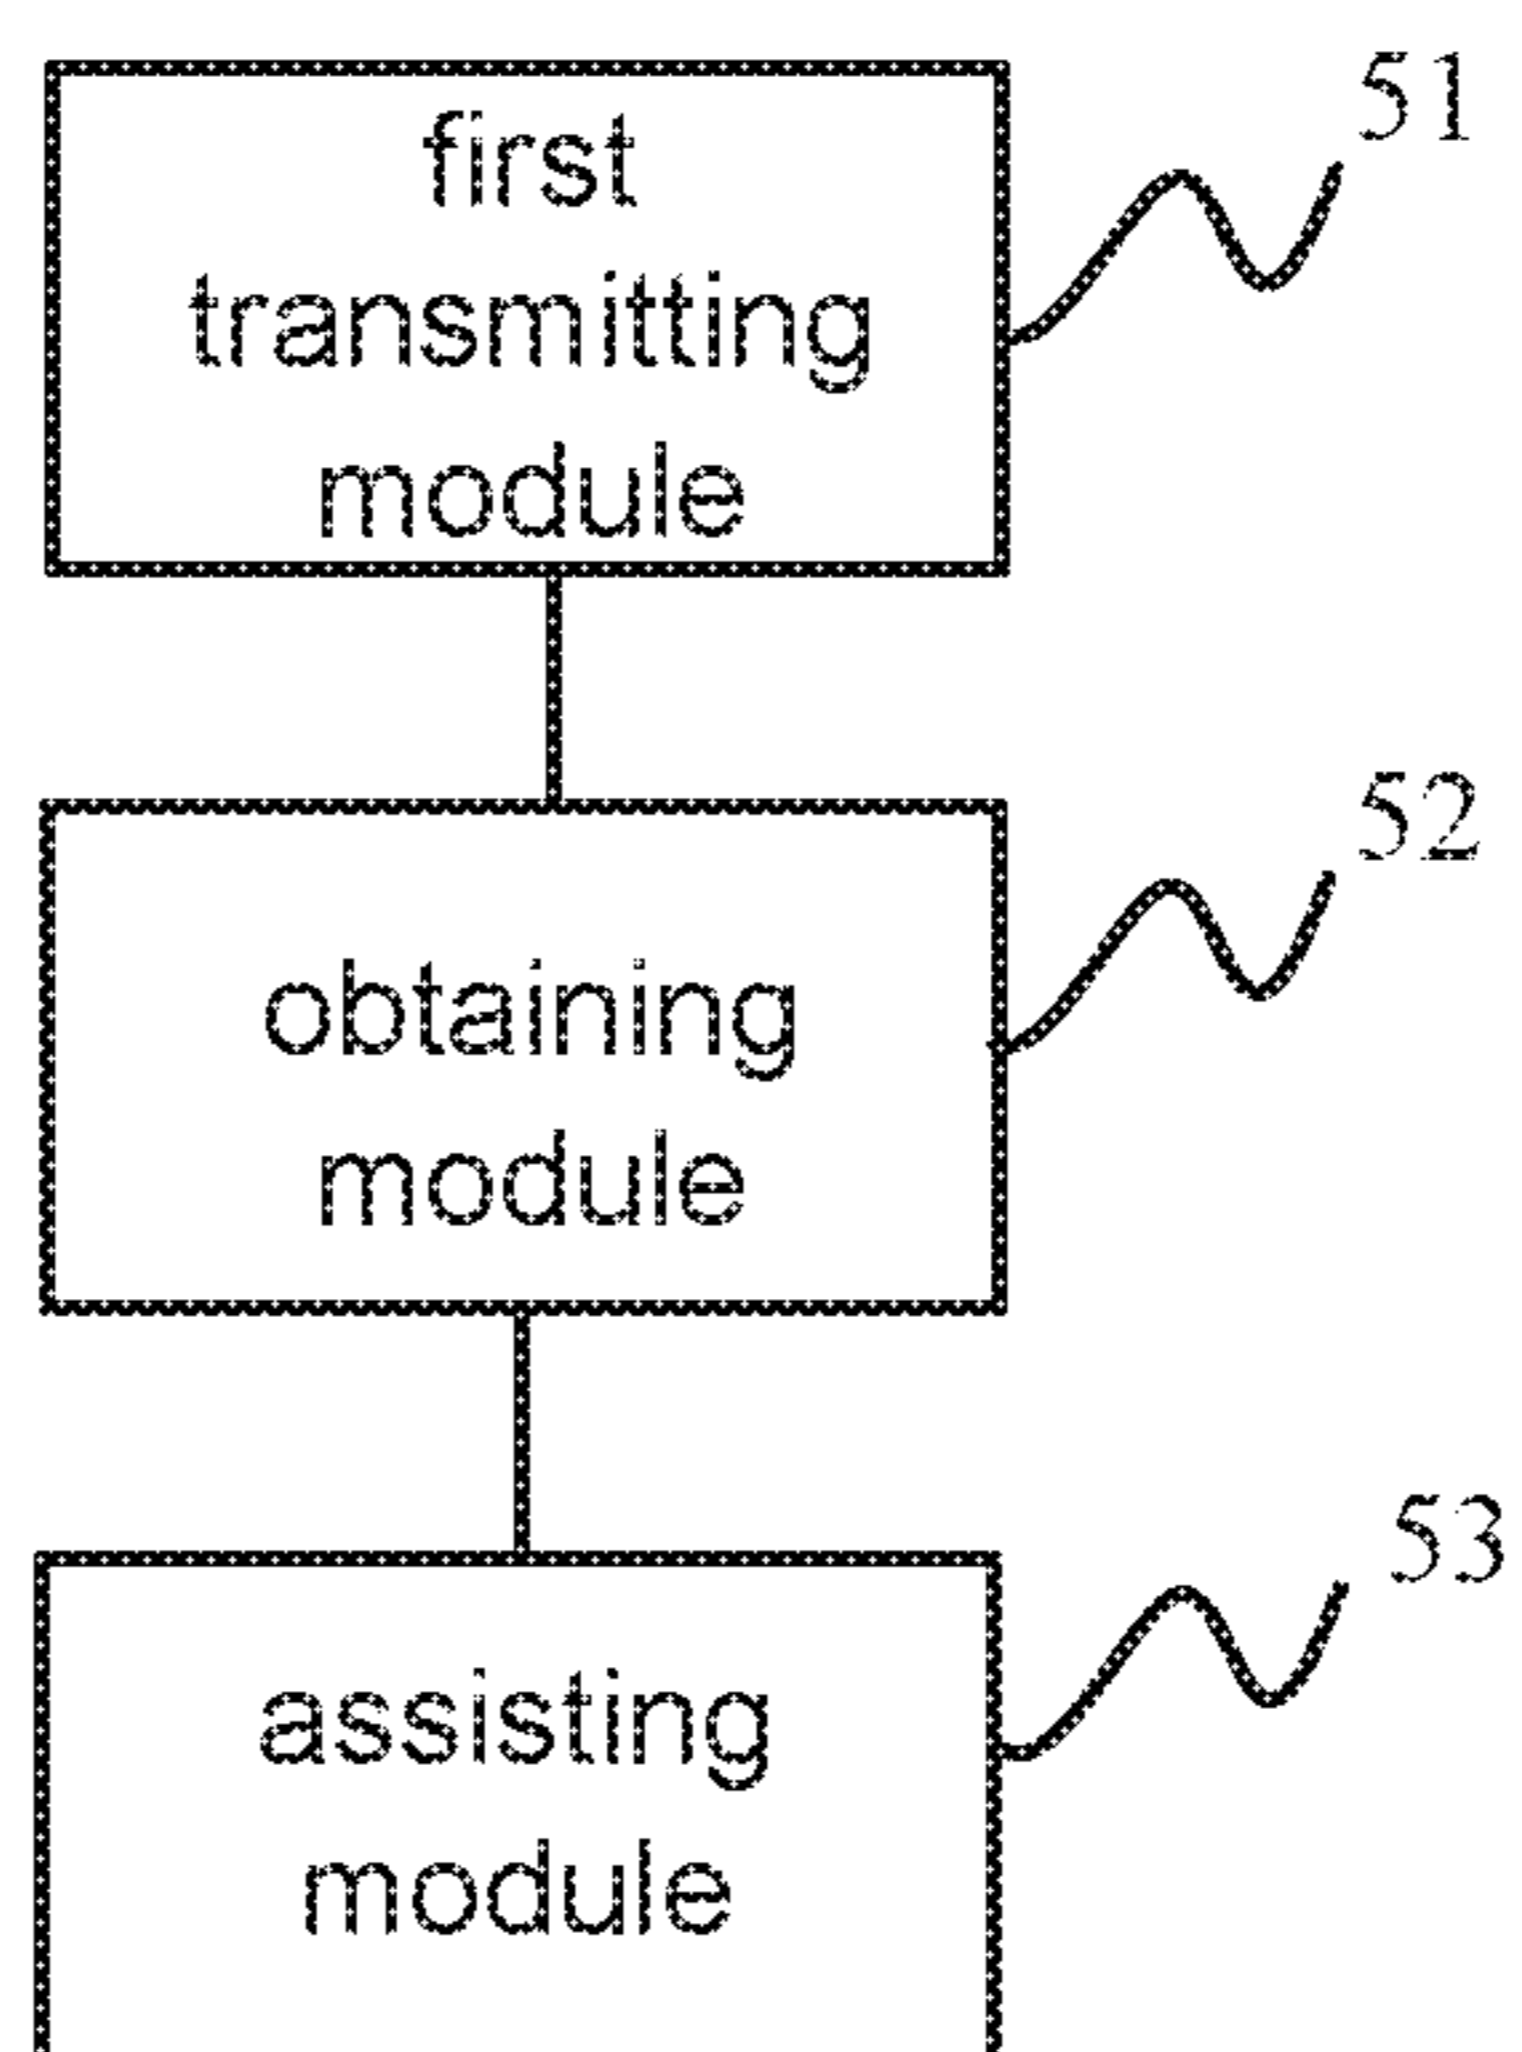 51
first
transmitting
module
52
obtaining
module
53
assisting
module